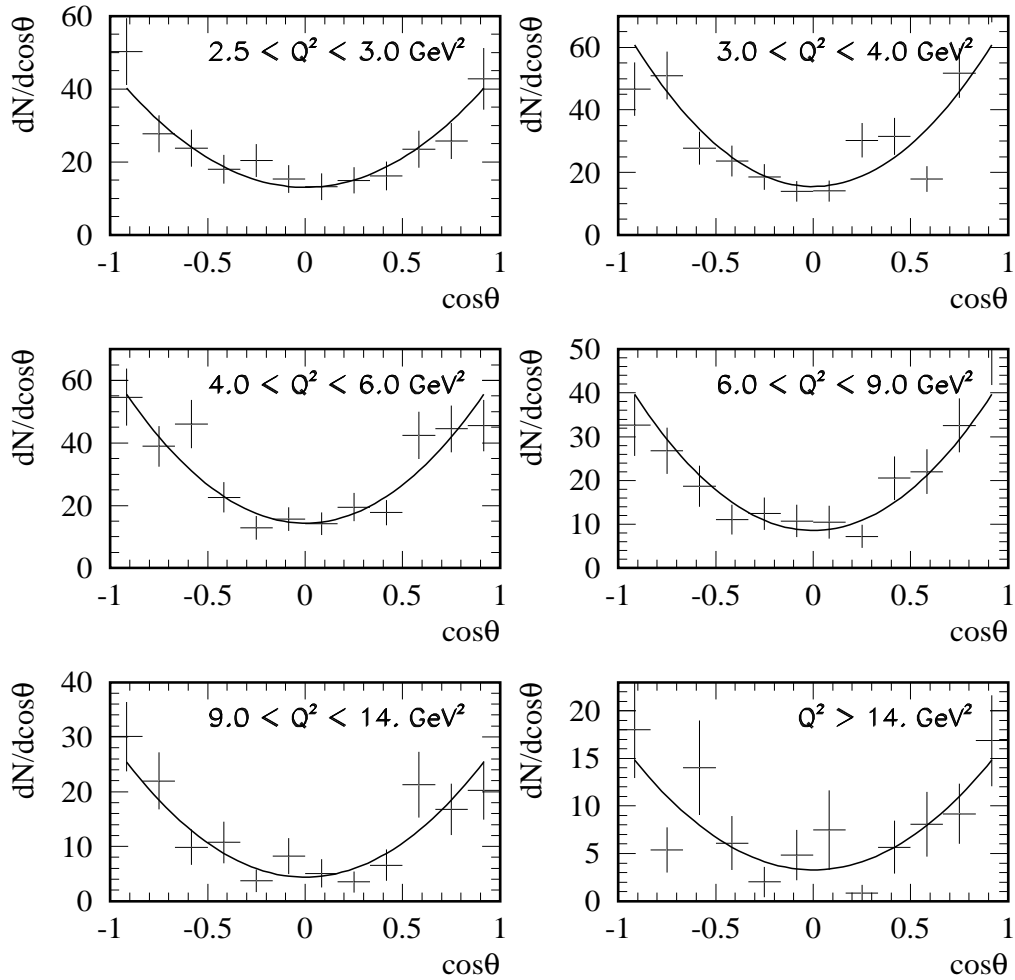 dN/dcosθ
60
40
20
0
2.5 < Q² < 3.0 GeV²
-1 -0.5 0 0.5 1
cosθ
dN/dcosθ
60
40
20
0
3.0 < Q² < 4.0 GeV²
-1 -0.5 0 0.5 1
cosθ
dN/dcosθ
60
40
20
0
4.0 < Q² < 6.0 GeV²
-1 -0.5 0 0.5 1
cosθ
dN/dcosθ
50
40
30
20
10
0
6.0 < Q² < 9.0 GeV²
-1 -0.5 0 0.5 1
cosθ
dN/dcosθ
40
30
20
10
0
9.0 < Q² < 14. GeV²
-1 -0.5 0 0.5 1
cosθ
dN/dcosθ
20
15
10
5
0
Q² > 14. GeV²
-1 -0.5 0 0.5 1
cosθ